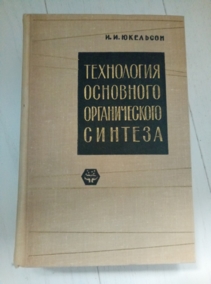 И. И. ЮКЕЛЬСОН
ТЕХНОЛОГИЯ
ОСНОВНОГО
ОРГАНИЧЕСКОГО
СИНТЕЗА